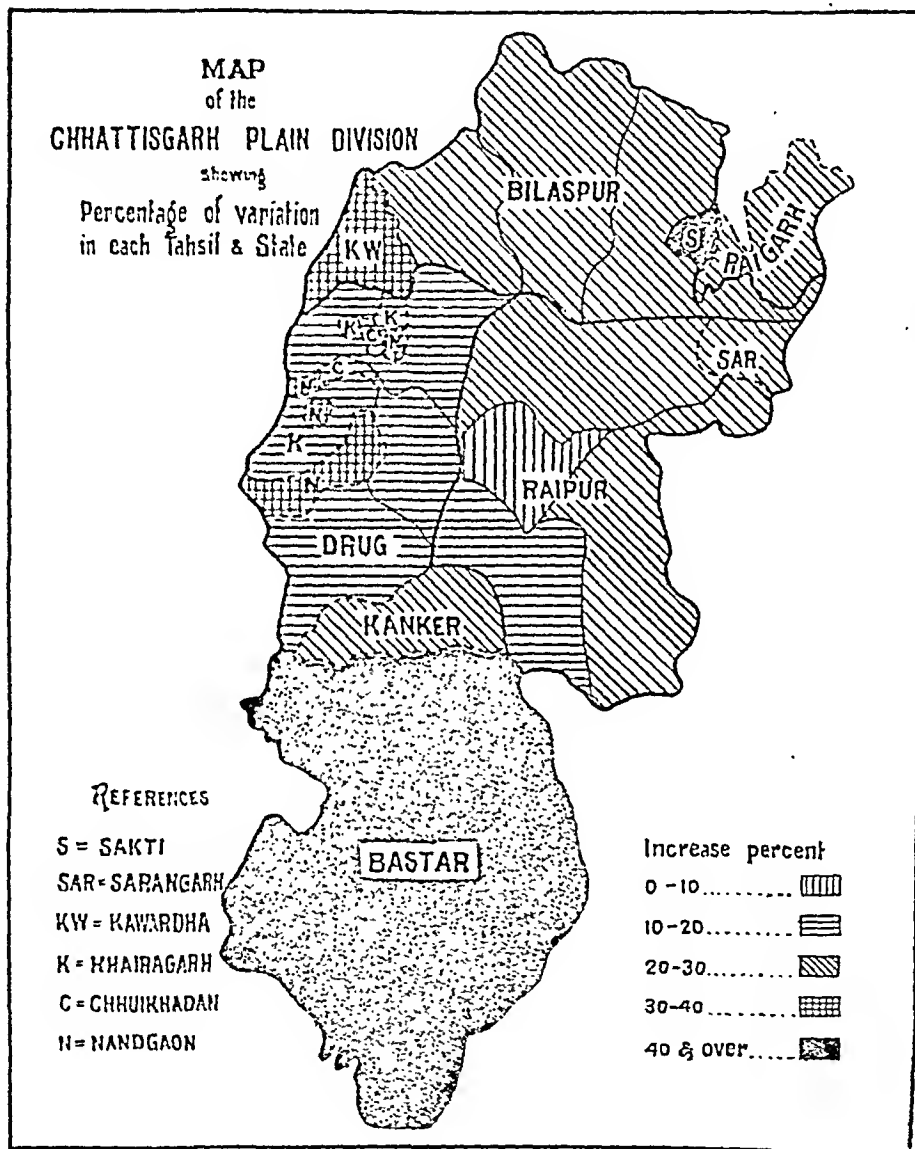 MAP
of the
CHHATTISGARH PLAIN DIVISION
shewing
Percentage of variation
in each Tahsil & State
BILASPUR
KW
S
RAIGARH
K
C
K
N
SAR
C
N
N
K
N
RAIPUR
DRUG
KANKER
BASTAR
REFERENCES
S = SAKTI
SAR = SARANGARH
KW = KAWARDHA
K = KHAIRAGARH
C = CHHUIKHADAN
N = NANDGAON
Increase percent
0-10........
10-20........
20-30.......
30-40........
40 & over.....